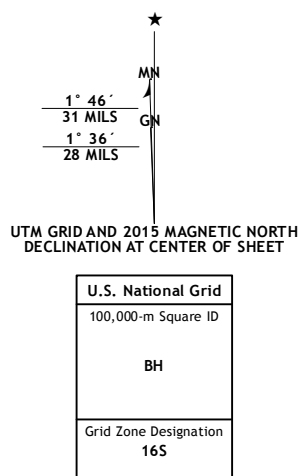 ★
MN
1° 46´
31 MILS
GN
1° 36´
28 MILS
UTM GRID AND 2015 MAGNETIC NORTH
DECLINATION AT CENTER OF SHEET
U.S. National Grid
100,000-m Square ID
BH
Grid Zone Designation
16S